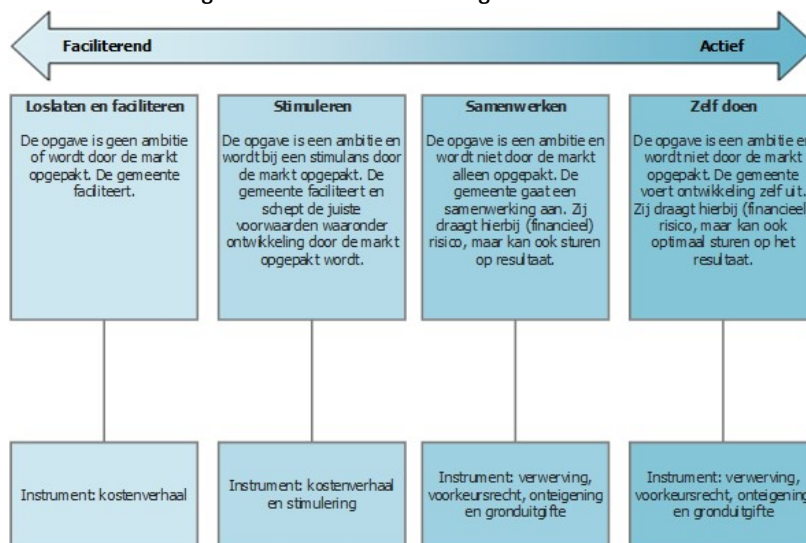 Faciliterend
Actief
Loslaten en faciliteren
De opgave is geen ambitie
of wordt door de markt
opgepakt. De gemeente
faciliteert.
Stimuleren
De opgave is een ambitie en
wordt bij een stimulans door
de markt opgepakt. De
gemeente faciliteert en
schept de juiste
voorwaarden waaronder
ontwikkeling door de markt
opgepakt wordt.
Samenwerken
De opgave is een ambitie en
wordt niet door de markt
alleen opgepakt. De
gemeente gaat een
samenwerking aan. Zij
draagt hierbij (financieel)
risico, maar kan ook sturen
op resultaat.
Zelf doen
De opgave is een ambitie en
wordt niet door de markt
opgepakt. De gemeente
voert ontwikkeling zelf uit.
Zij draagt hierbij (financieel)
risico, maar kan ook
optimaal sturen op het
resultaat.
Instrument: kostenverhaal
Instrument: kostenverhaal
en stimulering
Instrument: verwerving,
voorkeursrecht, onteigening
en gronduitgifte
Instrument: verwerving,
voorkeursrecht, onteigening
en gronduitgifte